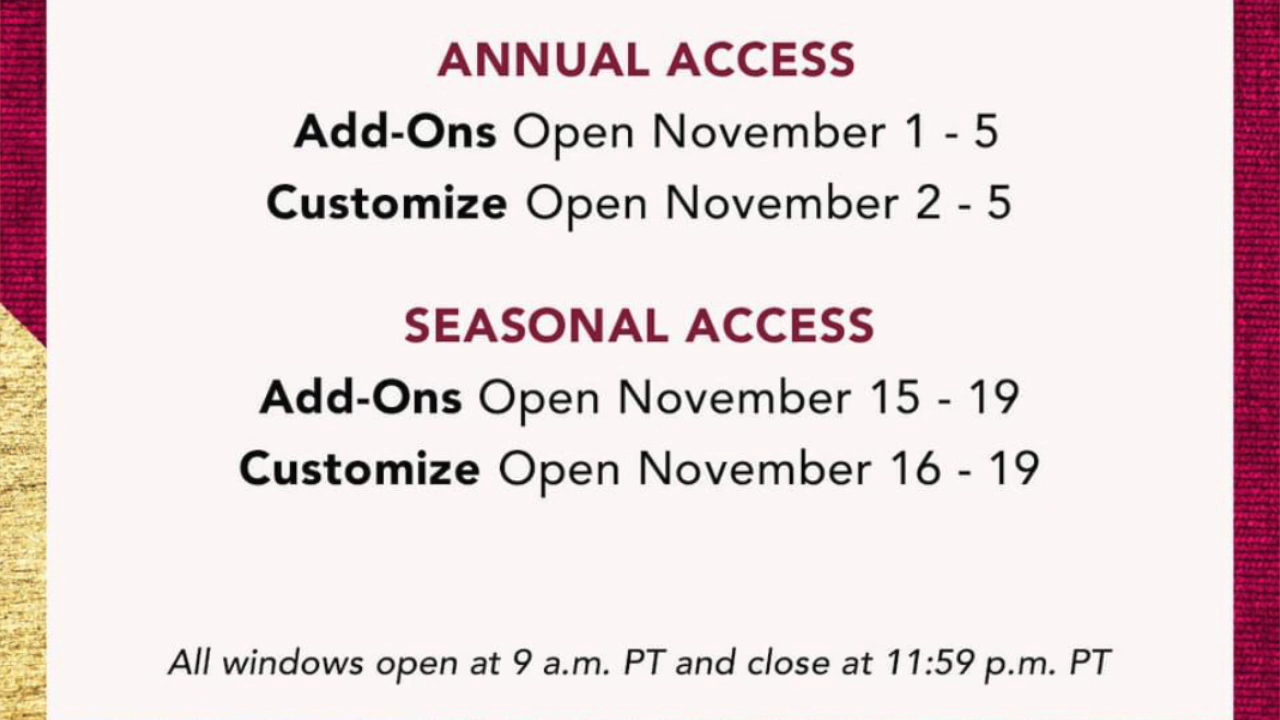 ANNUAL ACCESS
Add-Ons Open November 1 - 5
Customize Open November 2 - 5
SEASONAL ACCESS
Add-Ons Open November 15 - 19
Customize Open November 16 - 19
All windows open at 9 a.m. PT and close at 11:59 p.m. PT